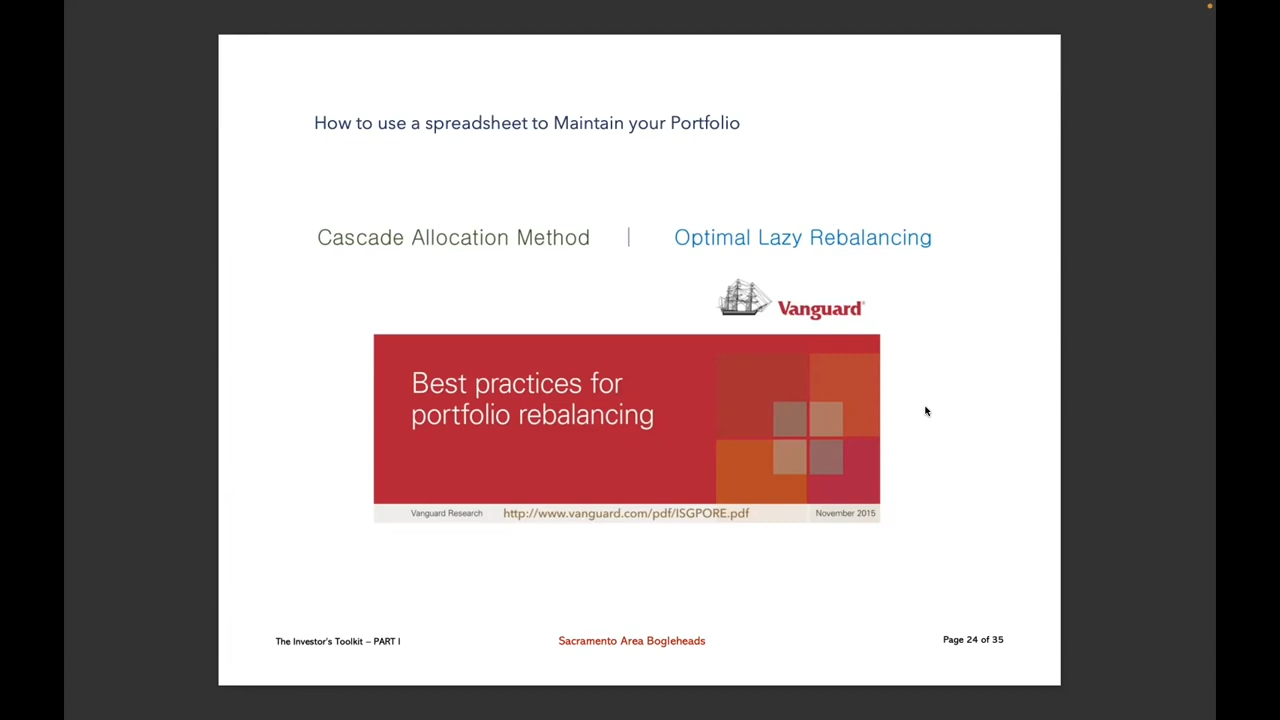 How to use a spreadsheet to Maintain your Portfolio
Cascade Allocation Method | Optimal Lazy Rebalancing
Vanguard®
Best practices for
portfolio rebalancing
Vanguard Research http://www.vanguard.com/pdf/ISGPORE.pdf November 2015
The Investor's Toolkit – PART I Sacramento Area Bogleheads Page 24 of 35